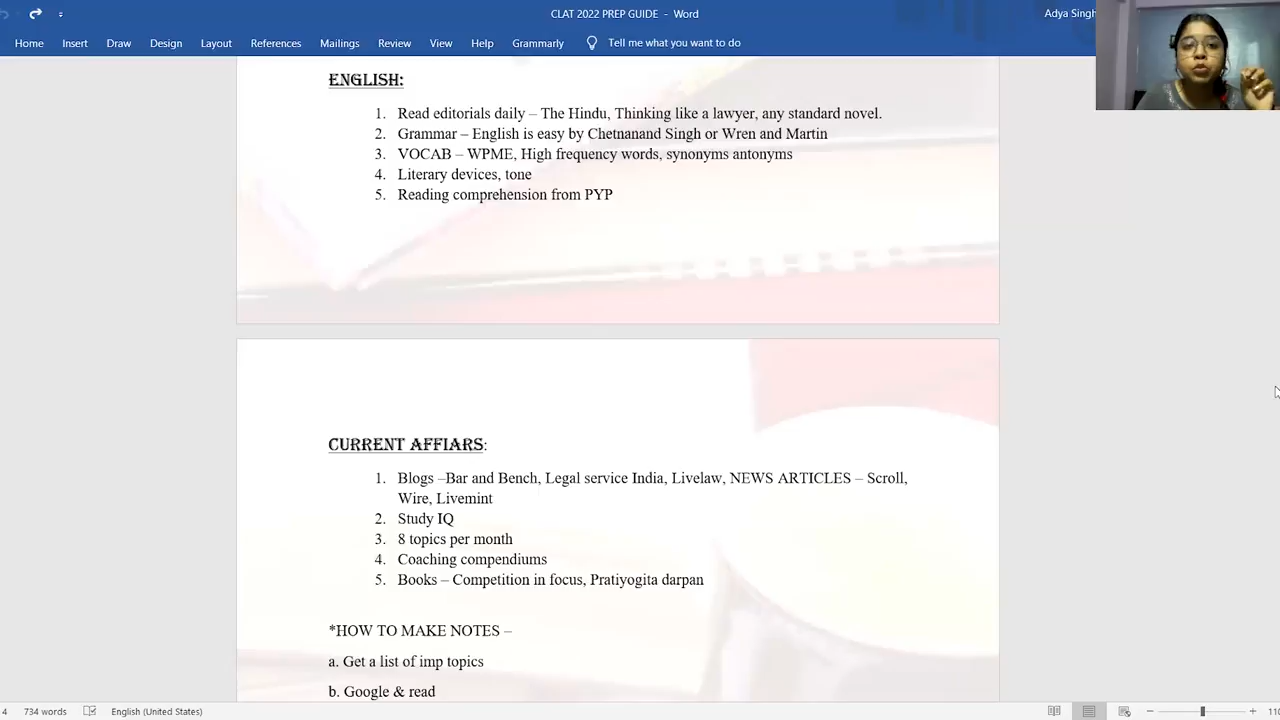 CLAT 2022 PREP GUIDE - Word
Adya Singh
Home Insert Draw Design Layout References Mailings Review View Help Grammarly Tell me what you want to do
ENGLISH:
1. Read editorials daily – The Hindu, Thinking like a lawyer, any standard novel.
2. Grammar – English is easy by Chetnanand Singh or Wren and Martin
3. VOCAB – WPME, High frequency words, synonyms antonyms
4. Literary devices, tone
5. Reading comprehension from PYP
CURRENT AFFIARS:
1. Blogs –Bar and Bench, Legal service India, Livelaw, NEWS ARTICLES – Scroll,
Wire, Livemint
2. Study IQ
3. 8 topics per month
4. Coaching compendiums
5. Books – Competition in focus, Pratiyogita darpan
*HOW TO MAKE NOTES –
a. Get a list of imp topics
b. Google & read
4 734 words English (United States) 110